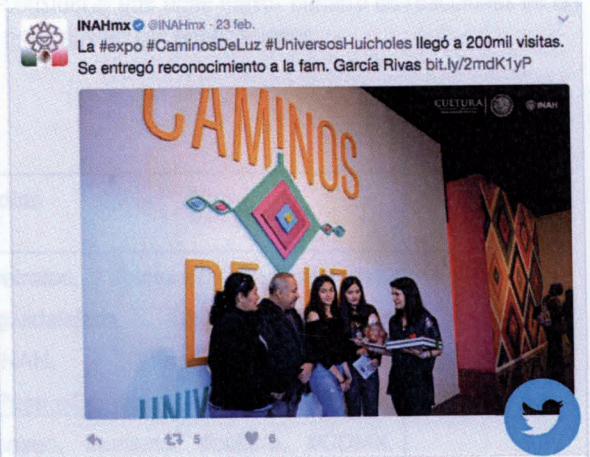 INAHmx @INAHmx · 23 feb.
La #expo #CaminosDeLuz #UniversosHuicholes llegó a 200mil visitas.
Se entregó reconocimiento a la fam. García Rivas bit.ly/2mdK1yP
CULTURA
INAH
CAMINOS
DE LUZ
UNIV
5
6